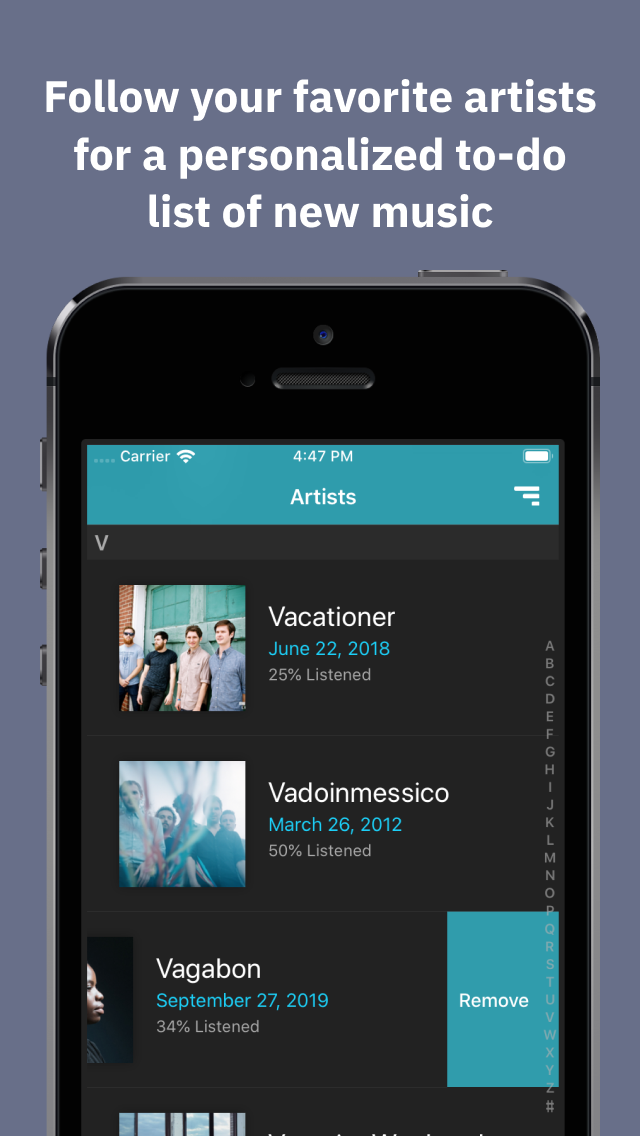 Follow your favorite artists
for a personalized to-do
list of new music
Carrier
4:47 PM
Artists
V
Vacationer
June 22, 2018
25% Listened
Vadoinmessico
March 26, 2012
50% Listened
Vagabon
September 27, 2019
34% Listened
Remove
A
B
C
D
E
F
G
H
I
J
K
L
M
N
O
P
Q
R
S
T
U
V
W
X
Y
Z
#